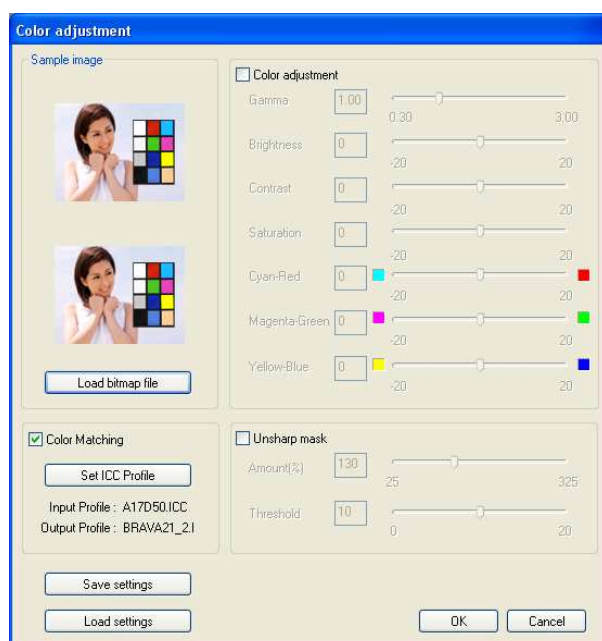 Color adjustment
Sample image
Load bitmap file
Color adjustment
Gamma 1.00
0.30 3.00
Brightness 0
-20 20
Contrast 0
-20 20
Saturation 0
-20 20
Cyan-Red 0
-20 20
Magenta-Green 0
-20 20
Yellow-Blue 0
-20 20
Color Matching
Set ICC Profile
Input Profile : A17D50.ICC
Output Profile : BRAVA21_2.I
Unsharp mask
Amount(%) 130
25 325
Threshold 10
0 20
Save settings
Load settings
OK Cancel